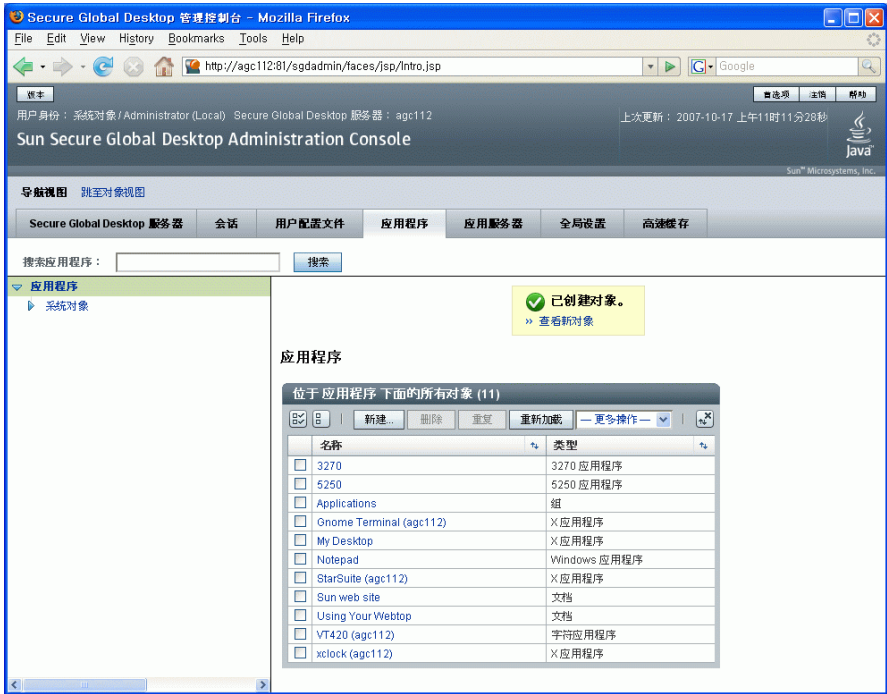 Secure Global Desktop 管理控制台 - Mozilla Firefox
File Edit View History Bookmarks Tools Help
http://agc112:81/sgdadmin/faces/jsp/Intro.jsp
Google
版本
首选项 注销 帮助
用户身份： 系统对象/Administrator (Local) Secure Global Desktop 服务器： agc112
上次更新： 2007-10-17 上午11时11分28秒
Sun Secure Global Desktop Administration Console
Java
Sun™ Microsystems, Inc.
导航视图 跳至对象视图
Secure Global Desktop 服务器 会话 用户配置文件 应用程序 应用服务器 全局设置 高速缓存
搜索应用程序： 搜索
应用程序
系统对象
已创建对象。
» 查看新对象
应用程序
位于 应用程序 下面的所有对象 (11)
新建... 删除 重复 重新加载 — 更多操作 —
名称 类型
3270 3270 应用程序
5250 5250 应用程序
Applications 组
Gnome Terminal (agc112) X 应用程序
My Desktop X 应用程序
Notepad Windows 应用程序
StarSuite (agc112) X 应用程序
Sun web site 文档
Using Your Webtop 文档
VT420 (agc112) 字符应用程序
xclock (agc112) X 应用程序